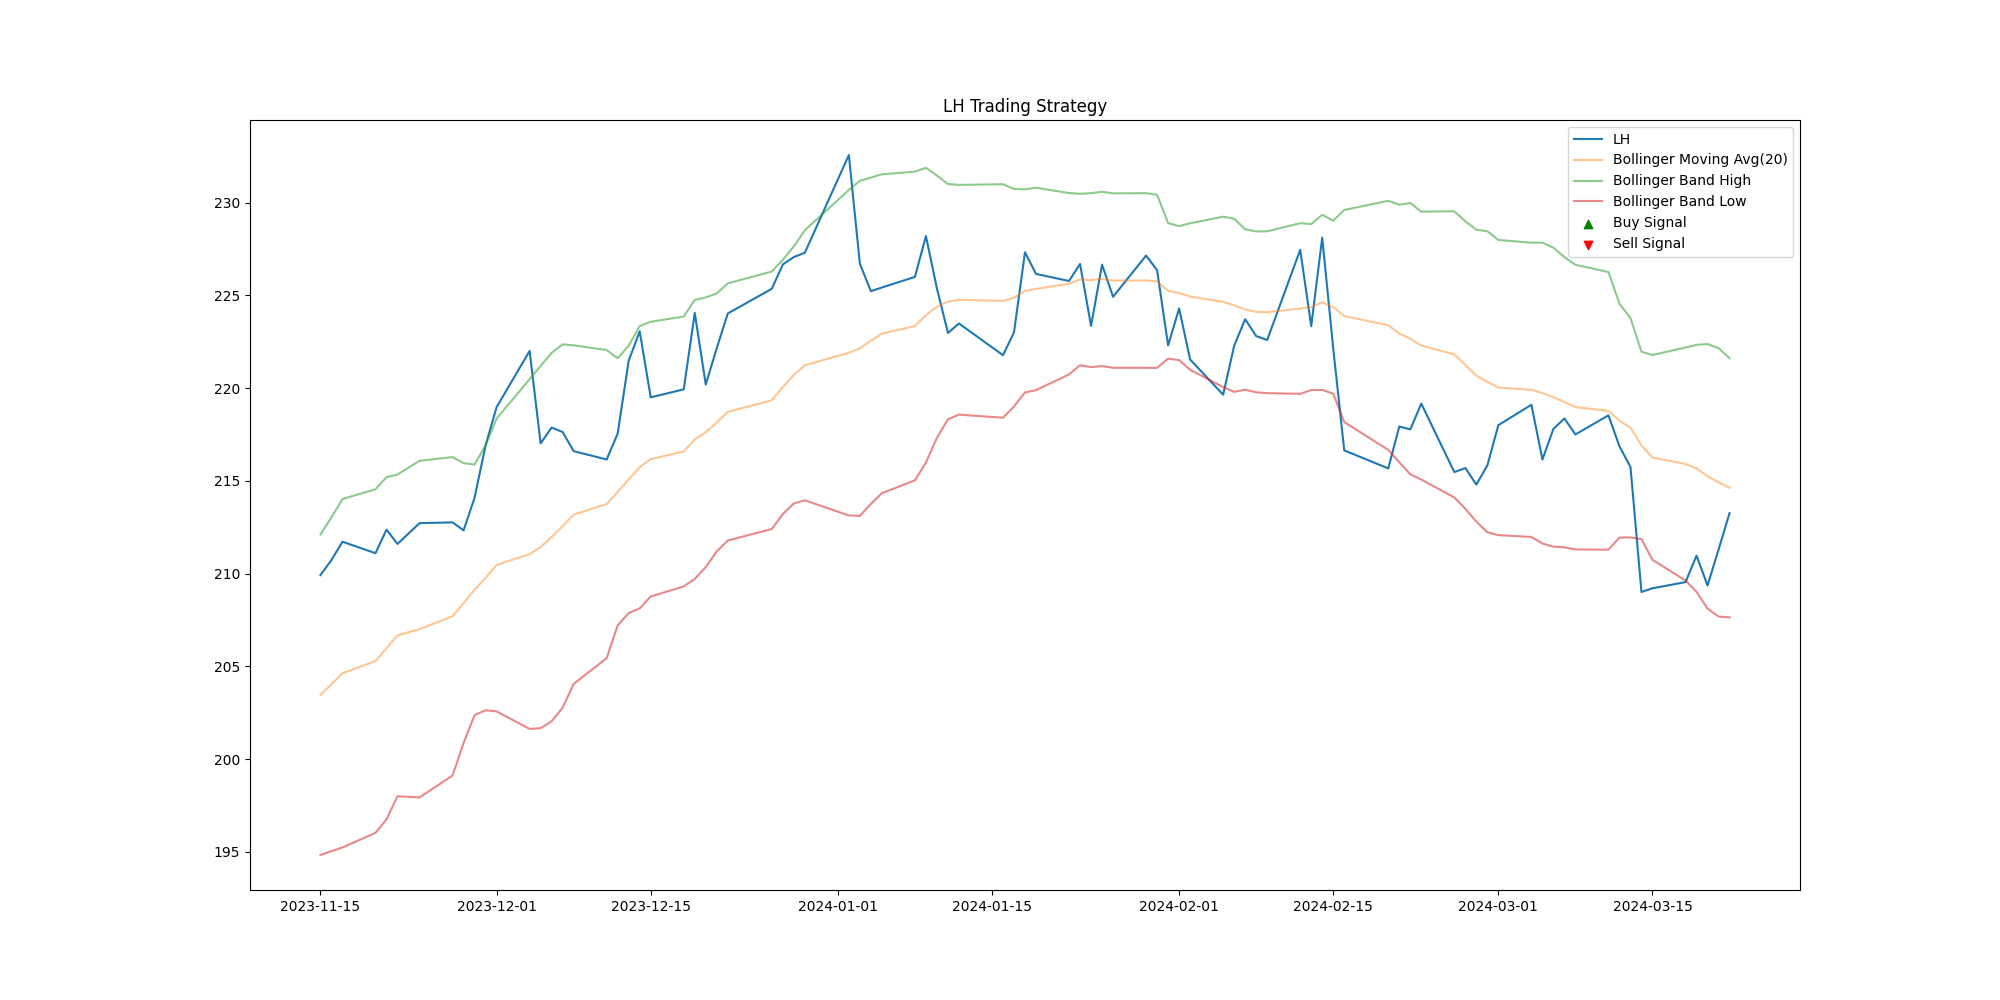 LH Trading Strategy
LH
Bollinger Moving Avg(20)
Bollinger Band High
Bollinger Band Low
Buy Signal
Sell Signal
230
225
220
215
210
205
200
195
2023-11-15
2023-12-01
2023-12-15
2024-01-01
2024-01-15
2024-02-01
2024-02-15
2024-03-01
2024-03-15